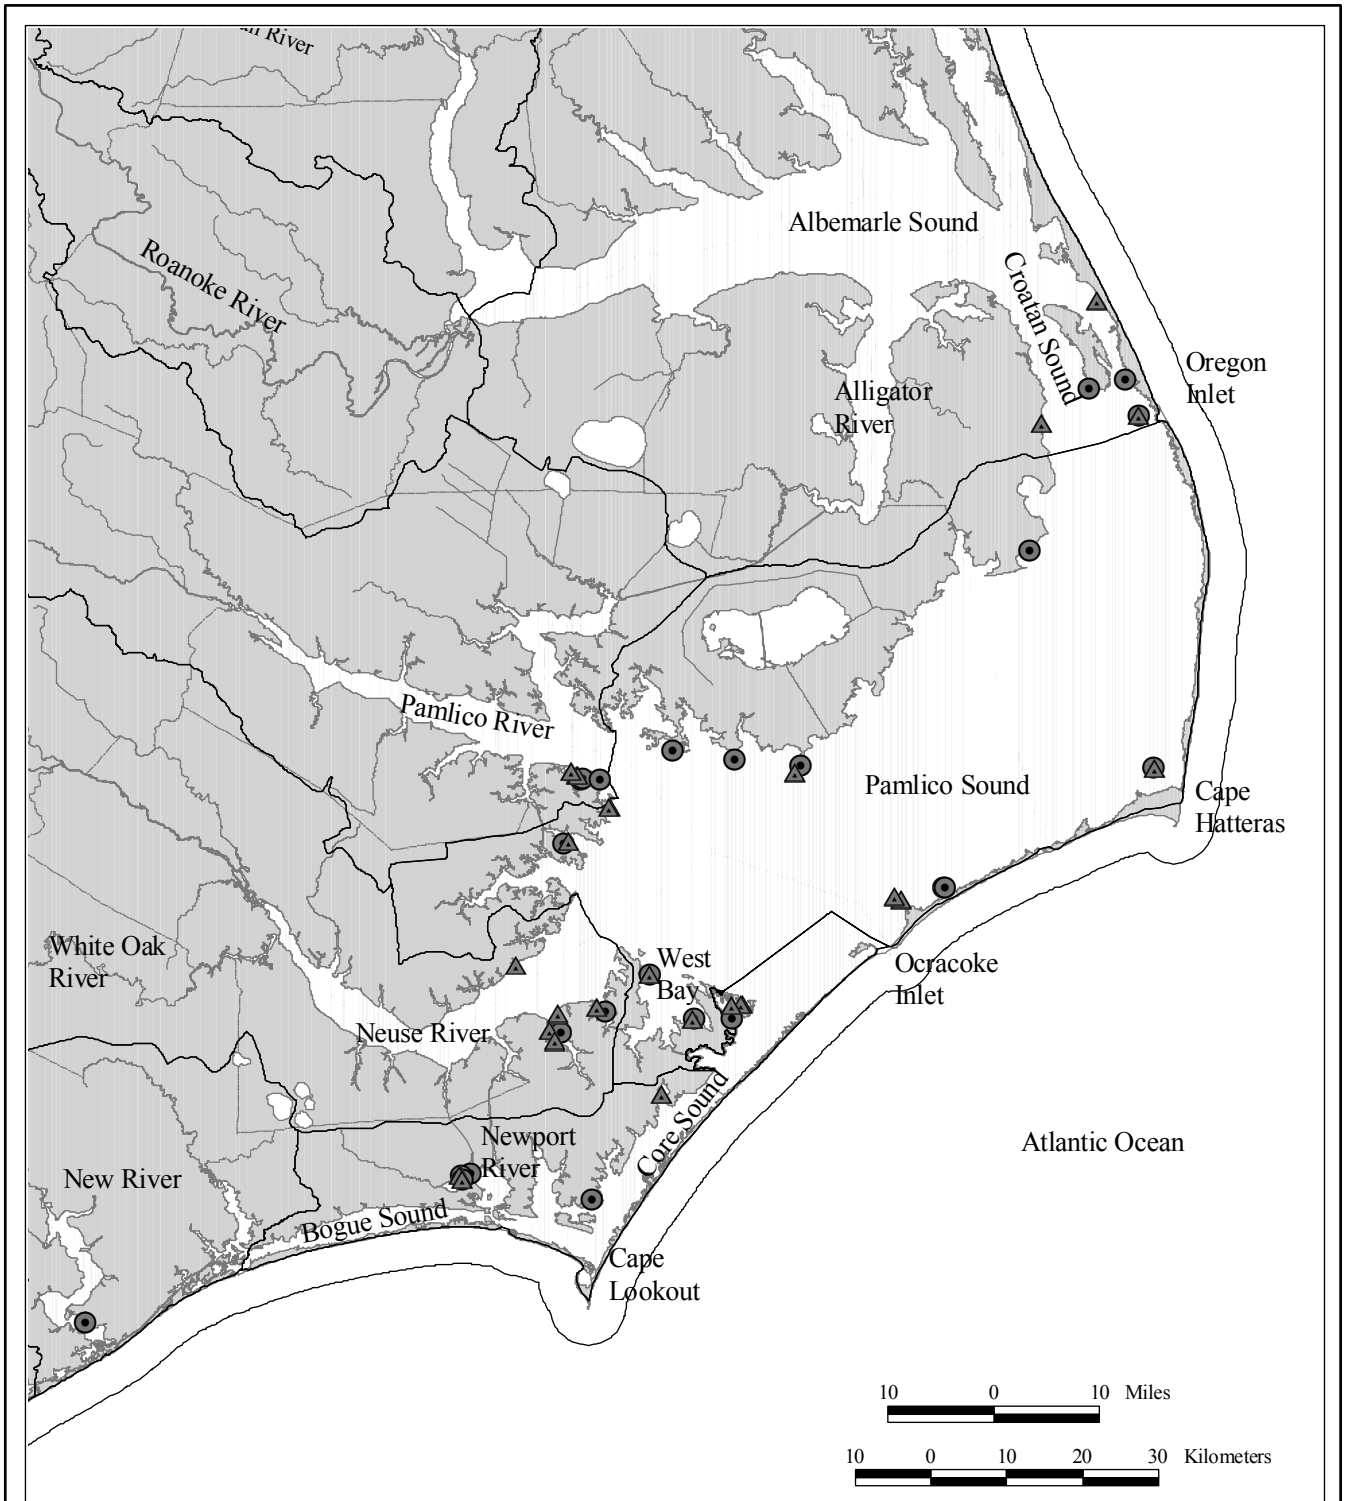 River
Albemarle Sound
Roanoke River
Croatan Sound
Oregon
Inlet
Alligator
River
Pamlico River
Pamlico Sound
Cape
Hatteras
White Oak
River
West
Bay
Ocracoke
Inlet
Neuse River
Core Sound
Newport
River
Atlantic Ocean
New River
Bogue Sound
Cape
Lookout
10 0 10 Miles
10 0 10 20 30 Kilometers